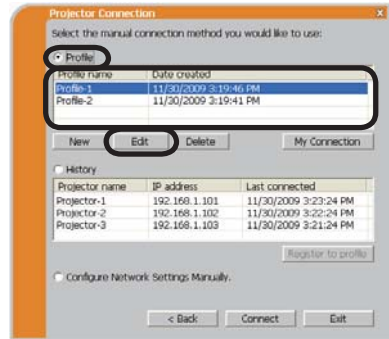 Projector Connection
Select the manual connection method you would like to use:
Profile
Profile name Date created
Profile-1 11/30/2009 3:19:46 PM
Profile-2 11/30/2009 3:19:41 PM
New Edit Delete My Connection
History
Projector name IP address Last connected
Projector-1 192.168.1.101 11/30/2009 3:23:24 PM
Projector-2 192.168.1.102 11/30/2009 3:22:24 PM
Projector-3 192.168.1.103 11/30/2009 3:21:24 PM
Register to profile
Configure Network Settings Manually.
< Back Connect Exit